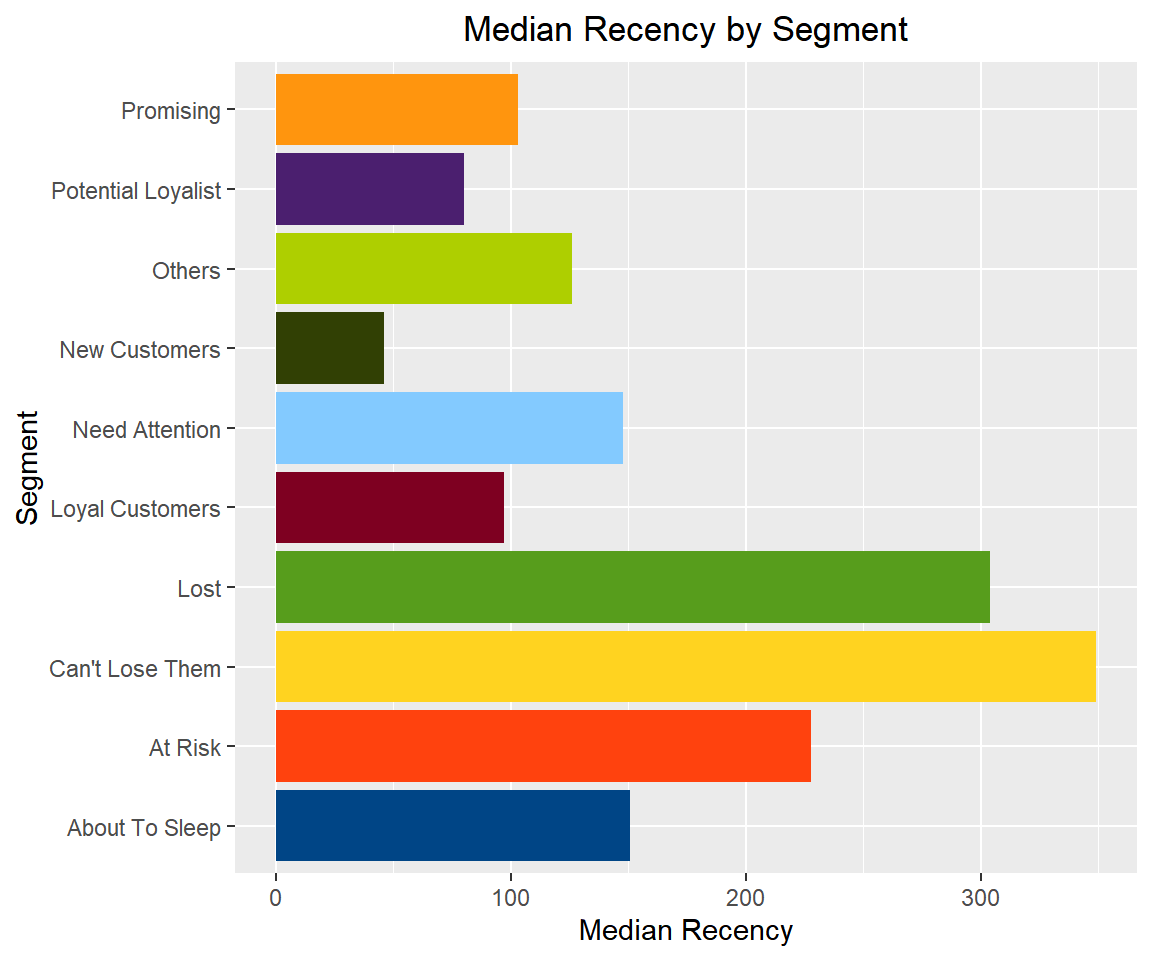 Median Recency by Segment
Promising
Potential Loyalist
Others
New Customers
Need Attention
Loyal Customers
Lost
Can't Lose Them
At Risk
About To Sleep
Segment
0 100 200 300
Median Recency